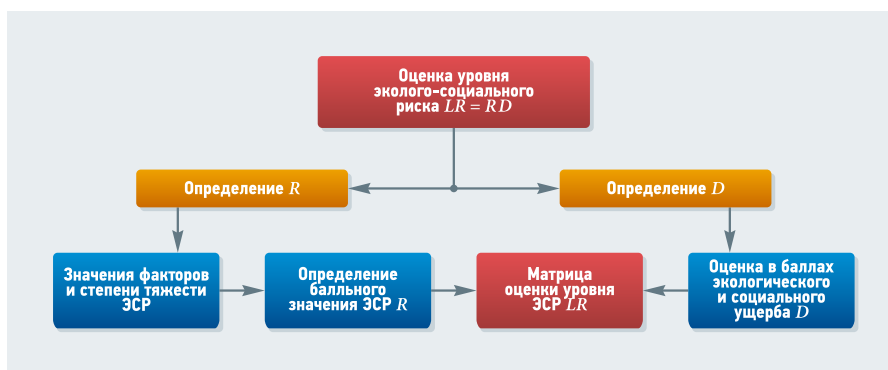 Оценка уровня
эколого-социального
риска LR = RD
Определение R
Определение D
Значения факторов
и степени тяжести
ЭСР
Определение
балльного
значения ЭСР R
Матрица
оценки уровня
ЭСР LR
Оценка в баллах
экологического
и социального
ущерба D